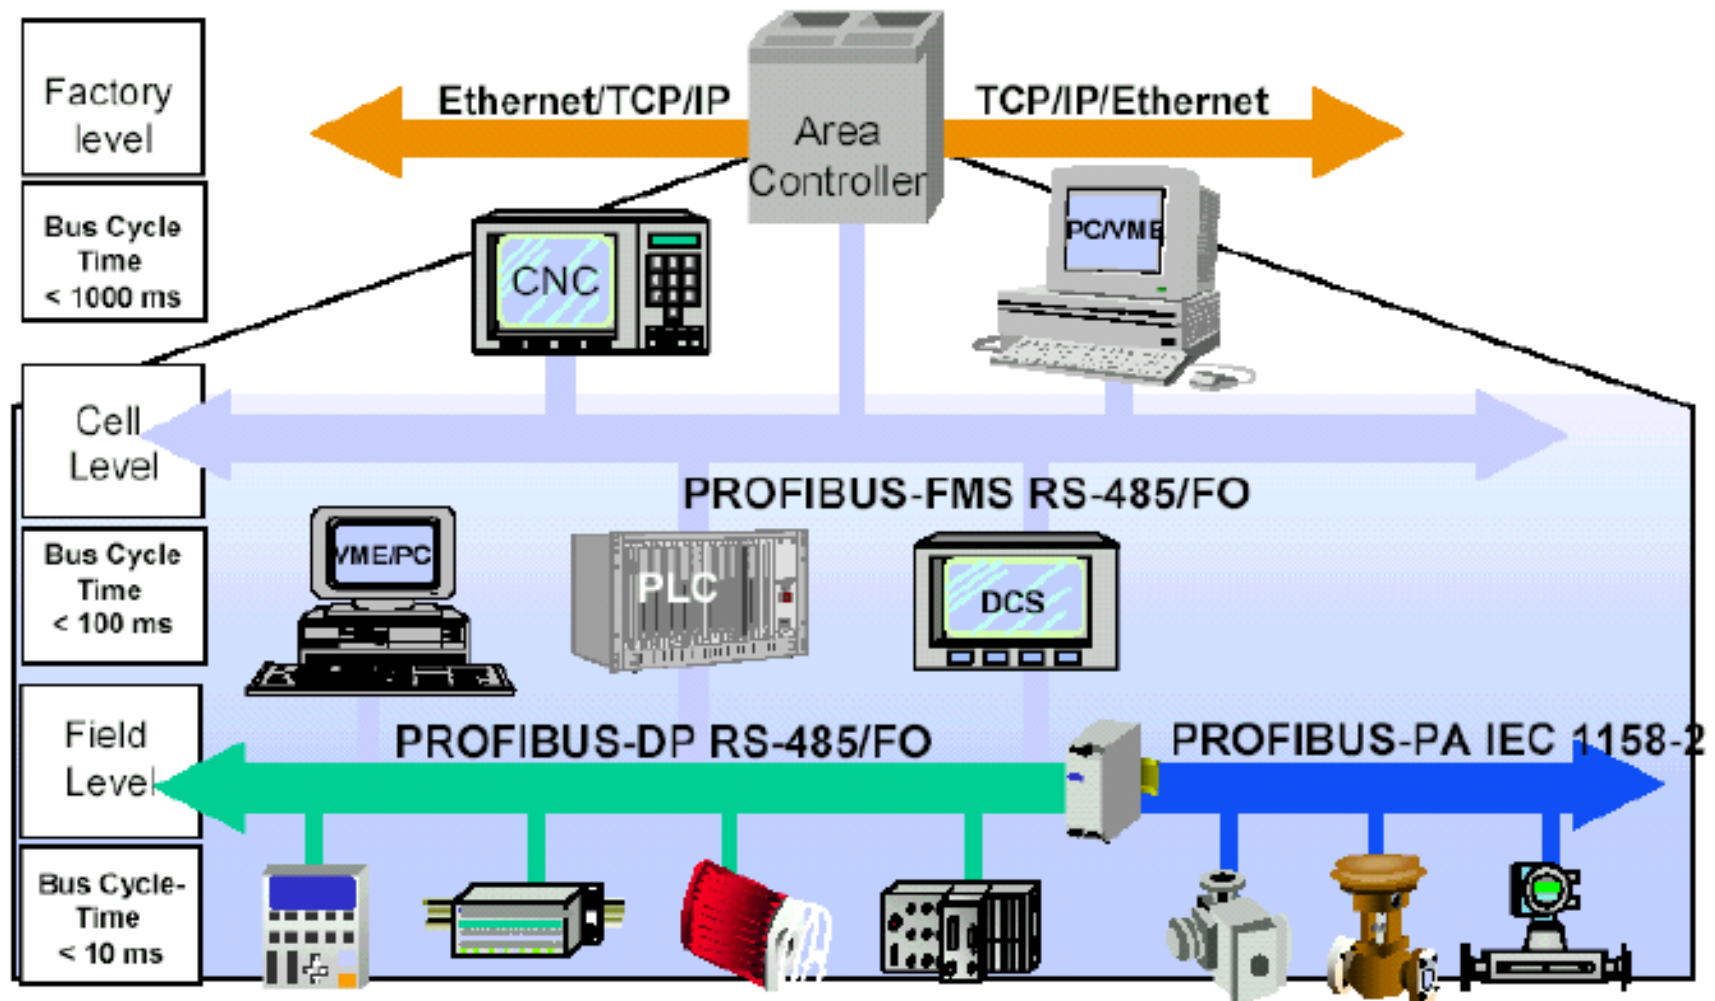 Factory
level
Ethernet/TCP/IP
TCP/IP/Ethernet
Area
Controller
Bus Cycle
Time
< 1000 ms
CNC
PC/VME
Cell
Level
PROFIBUS-FMS RS-485/FO
Bus Cycle
Time
< 100 ms
VME/PC
PLC
DCS
Field
Level
PROFIBUS-DP RS-485/FO
PROFIBUS-PA IEC 1158-2
Bus Cycle-
Time
< 10 ms